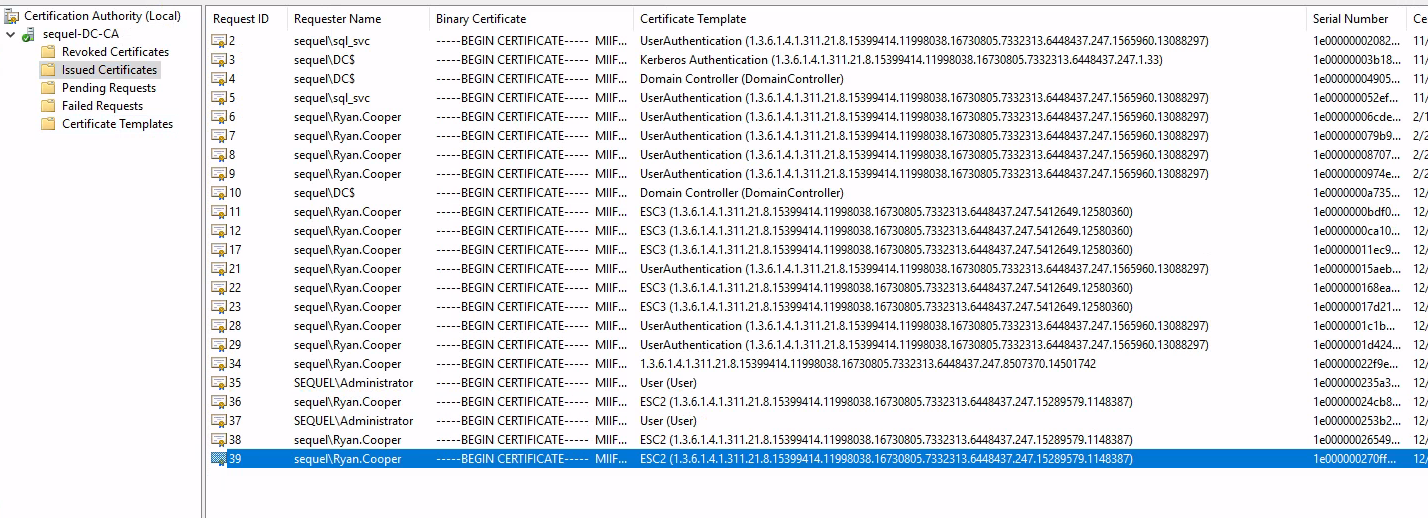 Certification Authority (Local)
sequel-DC-CA
Revoked Certificates
Issued Certificates
Pending Requests
Failed Requests
Certificate Templates
Request ID Requester Name Binary Certificate Certificate Template Serial Number Ce
2 sequel\sql_svc -----BEGIN CERTIFICATE----- MIIF... UserAuthentication (1.3.6.1.4.1.311.21.8.15399414.11998038.16730805.7332313.6448437.247.1565960.13088297) 1e00000002082... 11/
3 sequel\DC$ -----BEGIN CERTIFICATE----- MIIF... Kerberos Authentication (1.3.6.1.4.1.311.21.8.15399414.11998038.16730805.7332313.6448437.247.1.33) 1e00000003b18... 11/
4 sequel\DC$ -----BEGIN CERTIFICATE----- MIIF... Domain Controller (DomainController) 1e00000004905... 11/
5 sequel\sql_svc -----BEGIN CERTIFICATE----- MIIF... UserAuthentication (1.3.6.1.4.1.311.21.8.15399414.11998038.16730805.7332313.6448437.247.1565960.13088297) 1e000000052ef... 11/
6 sequel\Ryan.Cooper -----BEGIN CERTIFICATE----- MIIF... UserAuthentication (1.3.6.1.4.1.311.21.8.15399414.11998038.16730805.7332313.6448437.247.1565960.13088297) 1e00000006cde... 2/1
7 sequel\Ryan.Cooper -----BEGIN CERTIFICATE----- MIIF... UserAuthentication (1.3.6.1.4.1.311.21.8.15399414.11998038.16730805.7332313.6448437.247.1565960.13088297) 1e000000079b9... 2/2
8 sequel\Ryan.Cooper -----BEGIN CERTIFICATE----- MIIF... UserAuthentication (1.3.6.1.4.1.311.21.8.15399414.11998038.16730805.7332313.6448437.247.1565960.13088297) 1e00000008707... 2/2
9 sequel\Ryan.Cooper -----BEGIN CERTIFICATE----- MIIF... UserAuthentication (1.3.6.1.4.1.311.21.8.15399414.11998038.16730805.7332313.6448437.247.1565960.13088297) 1e00000000974e... 2/2
10 sequel\DC$ -----BEGIN CERTIFICATE----- MIIF... Domain Controller (DomainController) 1e0000000a735... 12/
11 sequel\Ryan.Cooper -----BEGIN CERTIFICATE----- MIIF... ESC3 (1.3.6.1.4.1.311.21.8.15399414.11998038.16730805.7332313.6448437.247.5412649.12580360) 1e0000000bdf0... 12/
12 sequel\Ryan.Cooper -----BEGIN CERTIFICATE----- MIIF... ESC3 (1.3.6.1.4.1.311.21.8.15399414.11998038.16730805.7332313.6448437.247.5412649.12580360) 1e0000000ca10... 12/
17 sequel\Ryan.Cooper -----BEGIN CERTIFICATE----- MIIF... ESC3 (1.3.6.1.4.1.311.21.8.15399414.11998038.16730805.7332313.6448437.247.5412649.12580360) 1e00000011ec9... 12/
21 sequel\Ryan.Cooper -----BEGIN CERTIFICATE----- MIIF... UserAuthentication (1.3.6.1.4.1.311.21.8.15399414.11998038.16730805.7332313.6448437.247.1565960.13088297) 1e00000015aeb... 12/
22 sequel\Ryan.Cooper -----BEGIN CERTIFICATE----- MIIF... ESC3 (1.3.6.1.4.1.311.21.8.15399414.11998038.16730805.7332313.6448437.247.5412649.12580360) 1e000000168ea... 12/
23 sequel\Ryan.Cooper -----BEGIN CERTIFICATE----- MIIF... ESC3 (1.3.6.1.4.1.311.21.8.15399414.11998038.16730805.7332313.6448437.247.5412649.12580360) 1e00000017d21... 12/
28 sequel\Ryan.Cooper -----BEGIN CERTIFICATE----- MIIF... UserAuthentication (1.3.6.1.4.1.311.21.8.15399414.11998038.16730805.7332313.6448437.247.1565960.13088297) 1e0000001c1b... 12/
29 sequel\Ryan.Cooper -----BEGIN CERTIFICATE----- MIIF... UserAuthentication (1.3.6.1.4.1.311.21.8.15399414.11998038.16730805.7332313.6448437.247.1565960.13088297) 1e0000001d424... 12/
34 sequel\Ryan.Cooper -----BEGIN CERTIFICATE----- MIIF... 1.3.6.1.4.1.311.21.8.15399414.11998038.16730805.7332313.6448437.247.8507370.14501742 1e00000022f9e... 12/
35 SEQUEL\Administrator -----BEGIN CERTIFICATE----- MIIF... User (User) 1e000000235a3... 12/
36 sequel\Ryan.Cooper -----BEGIN CERTIFICATE----- MIIF... ESC2 (1.3.6.1.4.1.311.21.8.15399414.11998038.16730805.7332313.6448437.247.15289579.1148387) 1e00000024cb8... 12/
37 SEQUEL\Administrator -----BEGIN CERTIFICATE----- MIIF... User (User) 1e000000253b2... 12/
38 sequel\Ryan.Cooper -----BEGIN CERTIFICATE----- MIIF... ESC2 (1.3.6.1.4.1.311.21.8.15399414.11998038.16730805.7332313.6448437.247.15289579.1148387) 1e00000026549... 12/
39 sequel\Ryan.Cooper -----BEGIN CERTIFICATE----- MIIF... ESC2 (1.3.6.1.4.1.311.21.8.15399414.11998038.16730805.7332313.6448437.247.15289579.1148387) 1e000000270ff... 12/